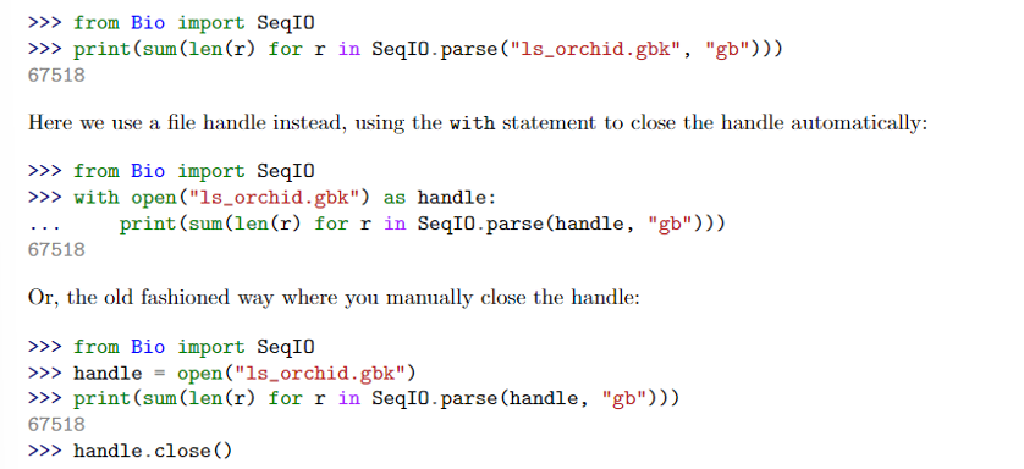 >>> from Bio import SeqIO
>>> print(sum(len(r) for r in SeqIO.parse("ls_orchid.gbk", "gb")))
67518
Here we use a file handle instead, using the with statement to close the handle automatically:
>>> from Bio import SeqIO
>>> with open("ls_orchid.gbk") as handle:
...     print(sum(len(r) for r in SeqIO.parse(handle, "gb")))
67518
Or, the old fashioned way where you manually close the handle:
>>> from Bio import SeqIO
>>> handle = open("ls_orchid.gbk")
>>> print(sum(len(r) for r in SeqIO.parse(handle, "gb")))
67518
>>> handle.close()